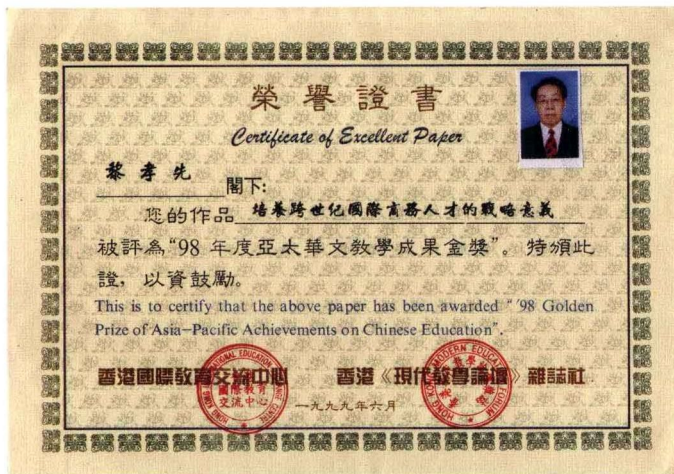 榮譽證書
Certificate of Excellent Paper
黎孝先 閣下:
您的作品 培養跨世紀國際商務人才的戰略意義
被評為“98 年度亞太華文教學成果金獎”。特頒此
證，以資鼓勵。
This is to certify that the above paper has been awarded “ '98 Golden
Prize of Asia-Pacific Achievements on Chinese Education”.
香港國際教育交流中心 香港《現代教學論壇》雜誌社
一九九九年六月